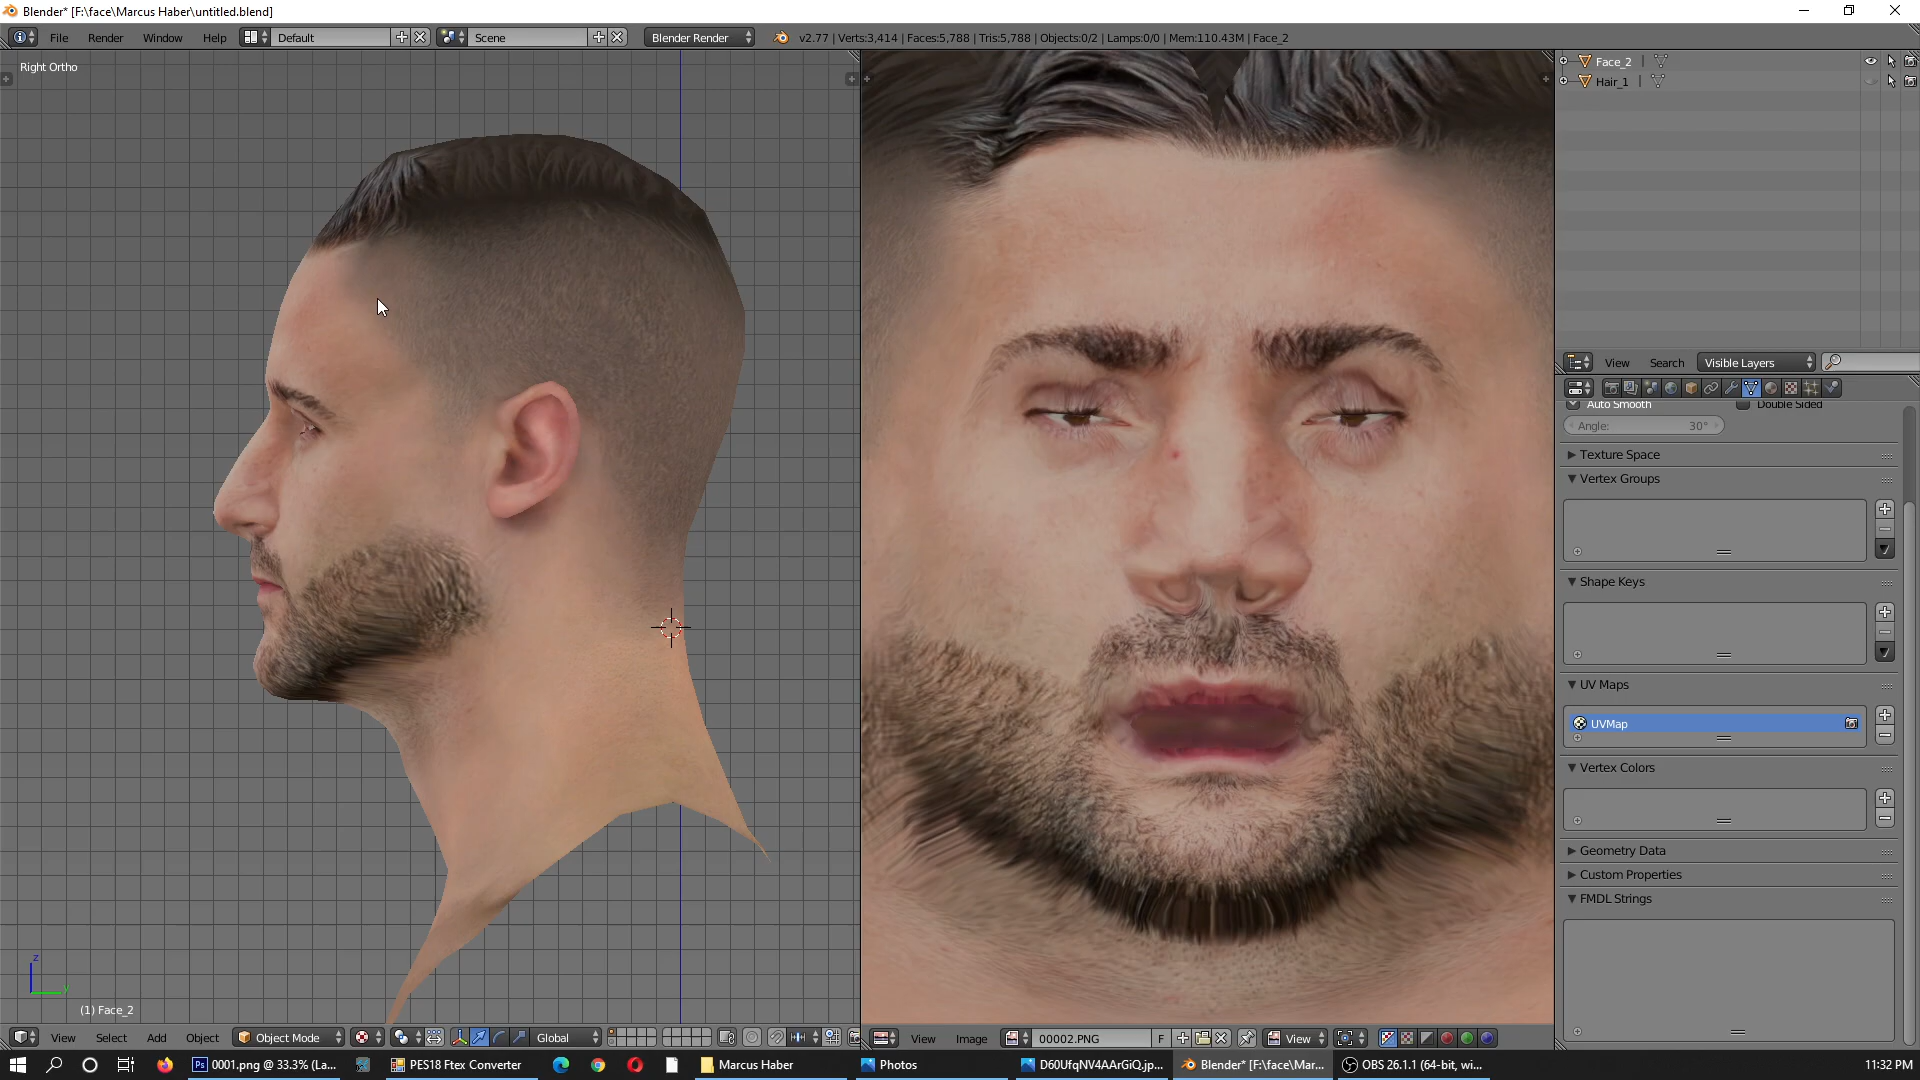 Blender* [F:\face\Marcus Haber\untitled.blend]
File Render Window Help Default Scene Blender Render v2.77 | Verts:3,414 | Faces:5,788 | Tris:5,788 | Objects:0/2 | Lamps:0/0 | Mem:110.43M | Face_2
Right Ortho
Face_2
Hair_1
View Search Visible Layers
Auto Smooth Double Sided
Angle: 30°
Texture Space
Vertex Groups
Shape Keys
UV Maps
UVMap
Vertex Colors
Geometry Data
Custom Properties
FMDL Strings
z
y
(1) Face_2
View Select Add Object Object Mode Global View Image 00002.PNG F View
0001.png @ 33.3% (La... PES18 Ftex Converter Marcus Haber Photos D60UfqNV4AArGiQ.jp... Blender* [F:\face\Mar... OBS 26.1.1 (64-bit, wi... 11:32 PM